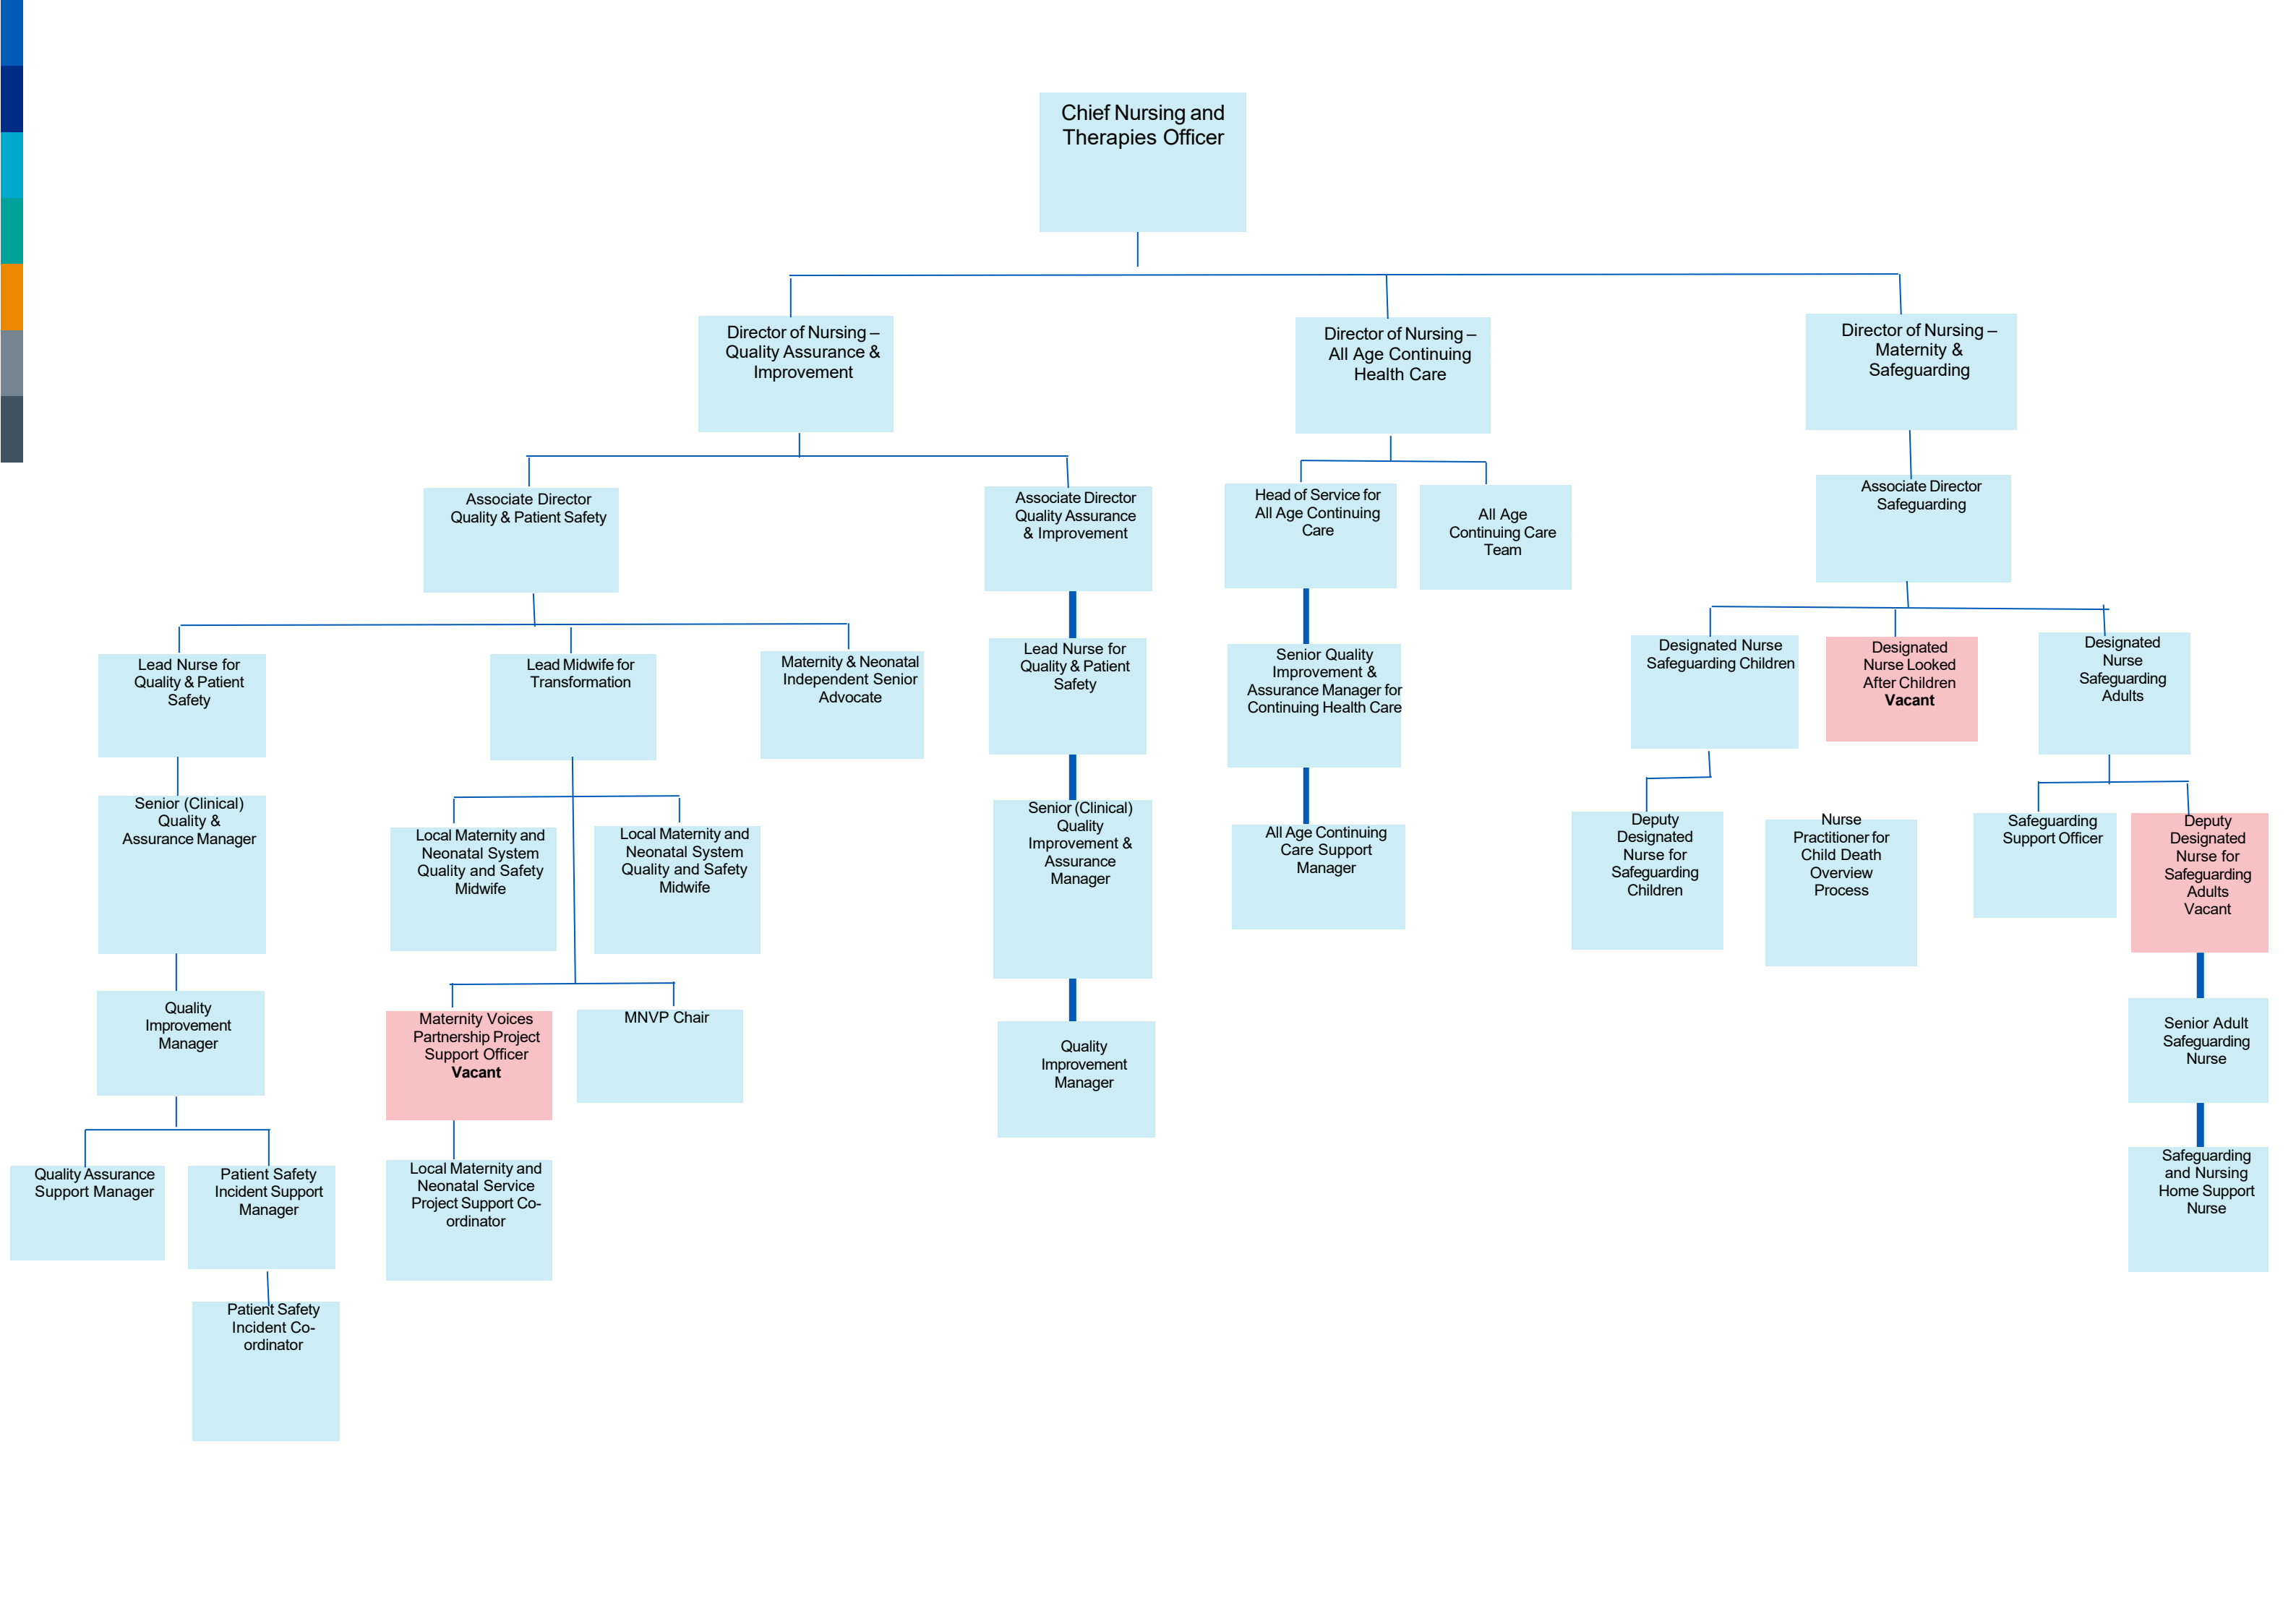 Chief Nursing and
Therapies Officer
Director of Nursing –
Quality Assurance &
Improvement
Director of Nursing –
All Age Continuing
Health Care
Director of Nursing –
Maternity &
Safeguarding
Associate Director
Quality & Patient Safety
Associate Director
Quality Assurance
& Improvement
Head of Service for
All Age Continuing
Care
All Age
Continuing Care
Team
Associate Director
Safeguarding
Lead Nurse for
Quality & Patient
Safety
Lead Midwife for
Transformation
Maternity & Neonatal
Independent Senior
Advocate
Lead Nurse for
Quality & Patient
Safety
Senior Quality
Improvement &
Assurance Manager for
Continuing Health Care
Designated Nurse
Safeguarding Children
Designated
Nurse Looked
After Children
Vacant
Designated
Nurse
Safeguarding
Adults
Senior (Clinical)
Quality &
Assurance Manager
Local Maternity and
Neonatal System
Quality and Safety
Midwife
Local Maternity and
Neonatal System
Quality and Safety
Midwife
Senior (Clinical)
Quality
Improvement &
Assurance
Manager
All Age Continuing
Care Support
Manager
Deputy
Designated
Nurse for
Safeguarding
Children
Nurse
Practitioner for
Child Death
Overview
Process
Safeguarding
Support Officer
Deputy
Designated
Nurse for
Safeguarding
Adults
Vacant
Quality
Improvement
Manager
Maternity Voices
Partnership Project
Support Officer
Vacant
MNVP Chair
Quality
Improvement
Manager
Senior Adult
Safeguarding
Nurse
Quality Assurance
Support Manager
Patient Safety
Incident Support
Manager
Local Maternity and
Neonatal Service
Project Support Co-
ordinator
Safeguarding
and Nursing
Home Support
Nurse
Patient Safety
Incident Co-
ordinator